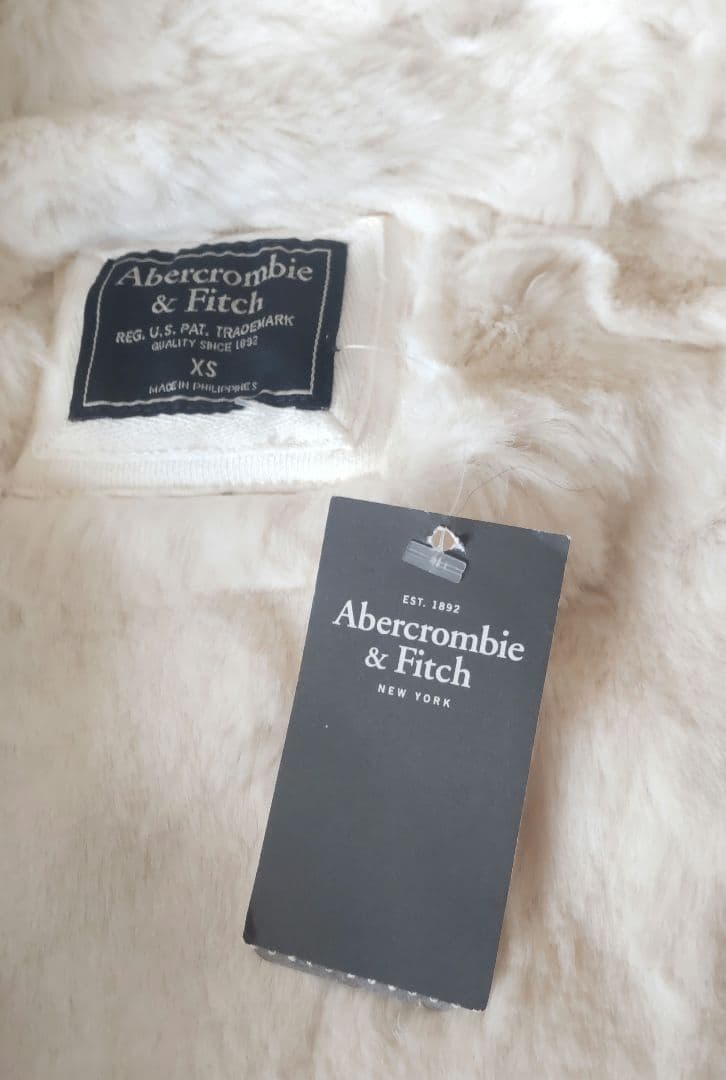 Abercrombie
& Fitch
REG. U.S. PAT. TRADEMARK
QUALITY SINCE 1892
XS
MADE IN PHILIPPINES
EST. 1892
Abercrombie
& Fitch
NEW YORK